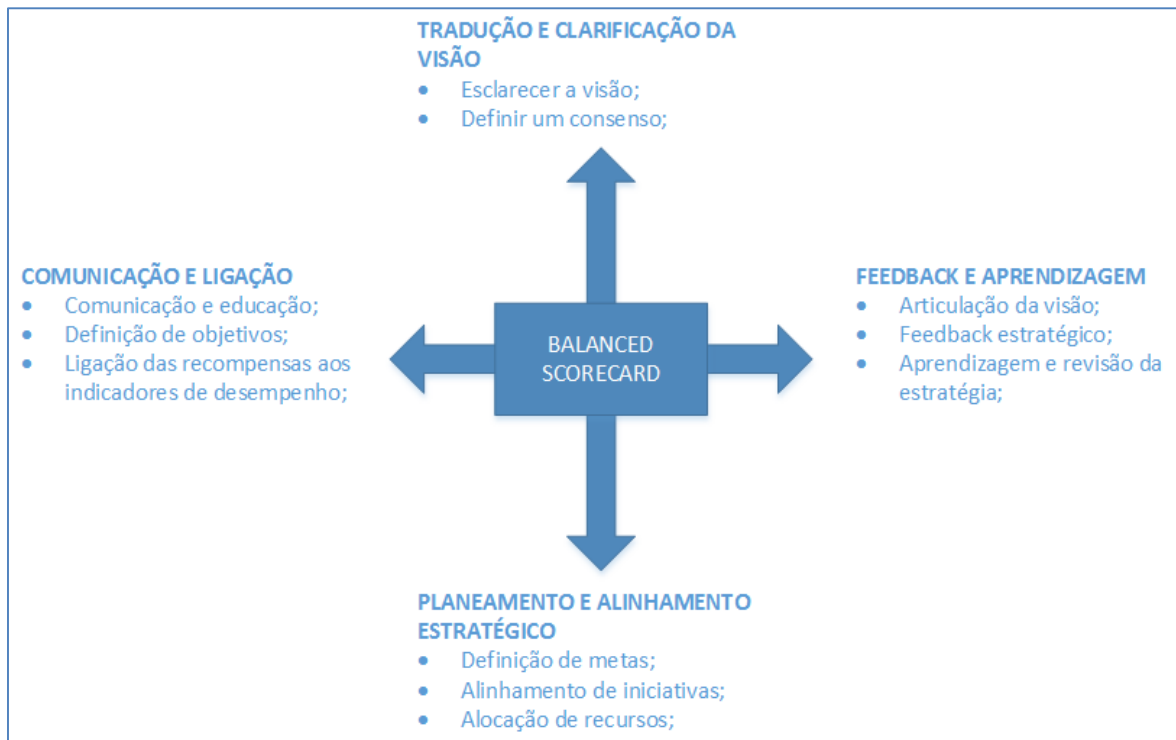 TRADUÇÃO E CLARIFICAÇÃO DA
VISÃO
• Esclarecer a visão;
• Definir um consenso;
COMUNICAÇÃO E LIGAÇÃO
• Comunicação e educação;
• Definição de objetivos;
• Ligação das recompensas aos
indicadores de desempenho;
BALANCED
SCORECARD
FEEDBACK E APRENDIZAGEM
• Articulação da visão;
• Feedback estratégico;
• Aprendizagem e revisão da
estratégia;
PLANEAMENTO E ALINHAMENTO
ESTRATÉGICO
• Definição de metas;
• Alinhamento de iniciativas;
• Alocação de recursos;